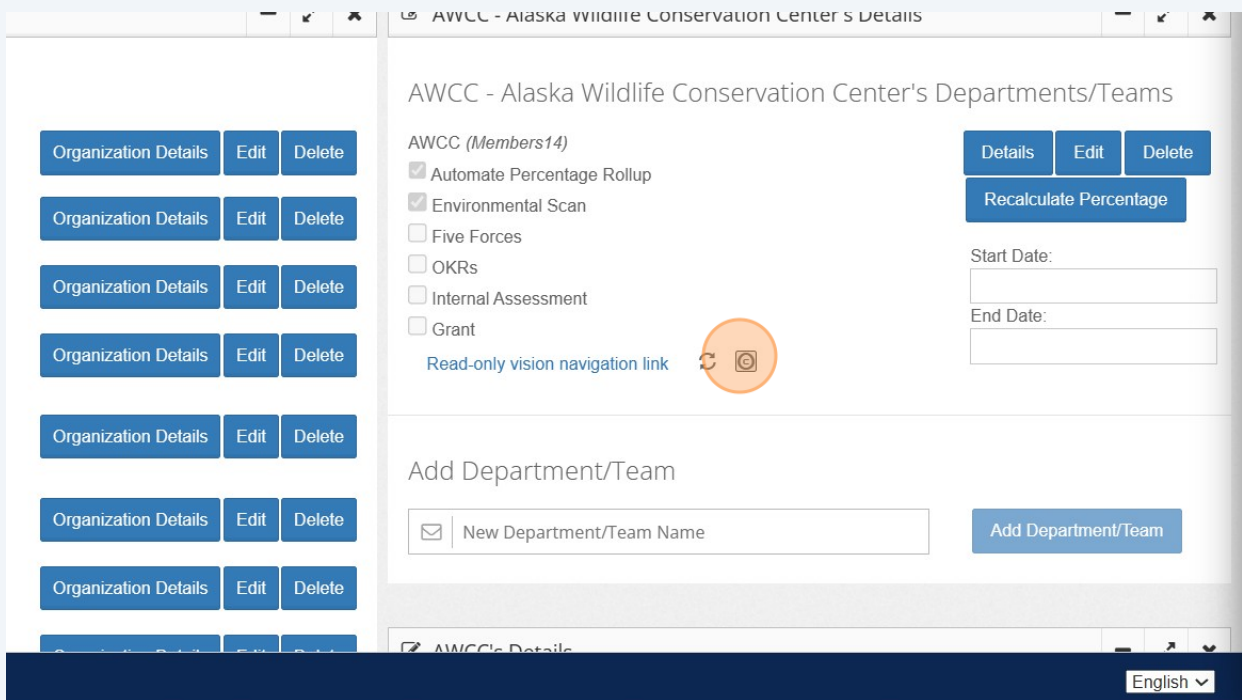 AWCC - Alaska Wildlife Conservation Center's Details
AWCC - Alaska Wildlife Conservation Center's Departments/Teams
Organization Details Edit Delete
Organization Details Edit Delete
Organization Details Edit Delete
Organization Details Edit Delete
Organization Details Edit Delete
Organization Details Edit Delete
Organization Details Edit Delete
Organization Details Edit Delete
AWCC (Members14)
Automate Percentage Rollup
Environmental Scan
Five Forces
OKRs
Internal Assessment
Grant
Read-only vision navigation link ©
Details Edit Delete
Recalculate Percentage
Start Date:
End Date:
Add Department/Team
New Department/Team Name
Add Department/Team
AWCC's Details
English